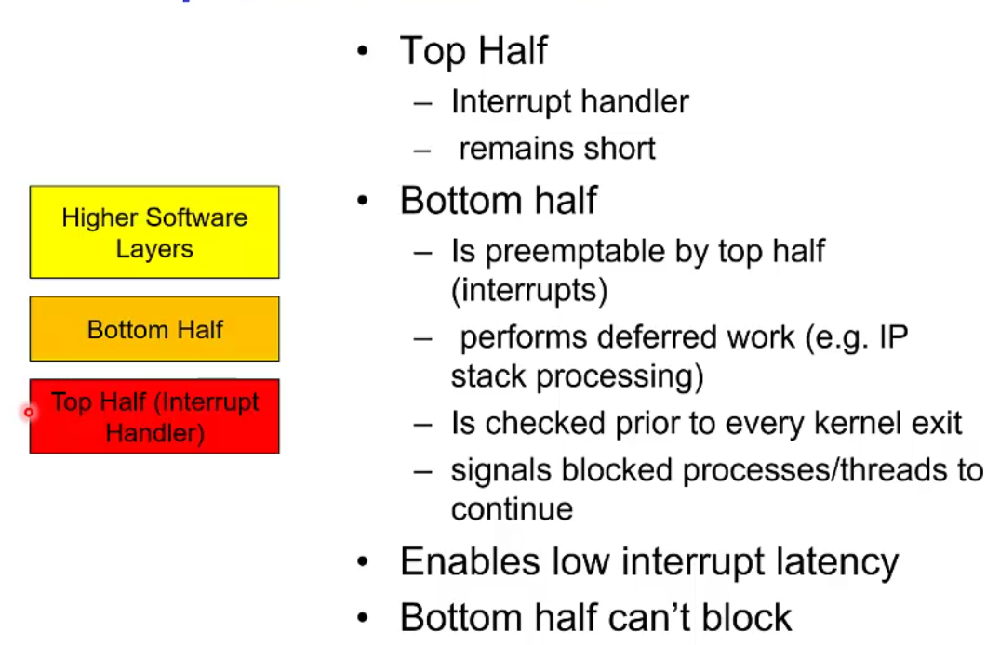 • Top Half
– Interrupt handler
– remains short
• Bottom half
– Is preemptable by top half
(interrupts)
– performs deferred work (e.g. IP
stack processing)
– Is checked prior to every kernel exit
– signals blocked processes/threads to
continue
• Enables low interrupt latency
• Bottom half can’t block
Higher Software
Layers
Bottom Half
Top Half (Interrupt
Handler)